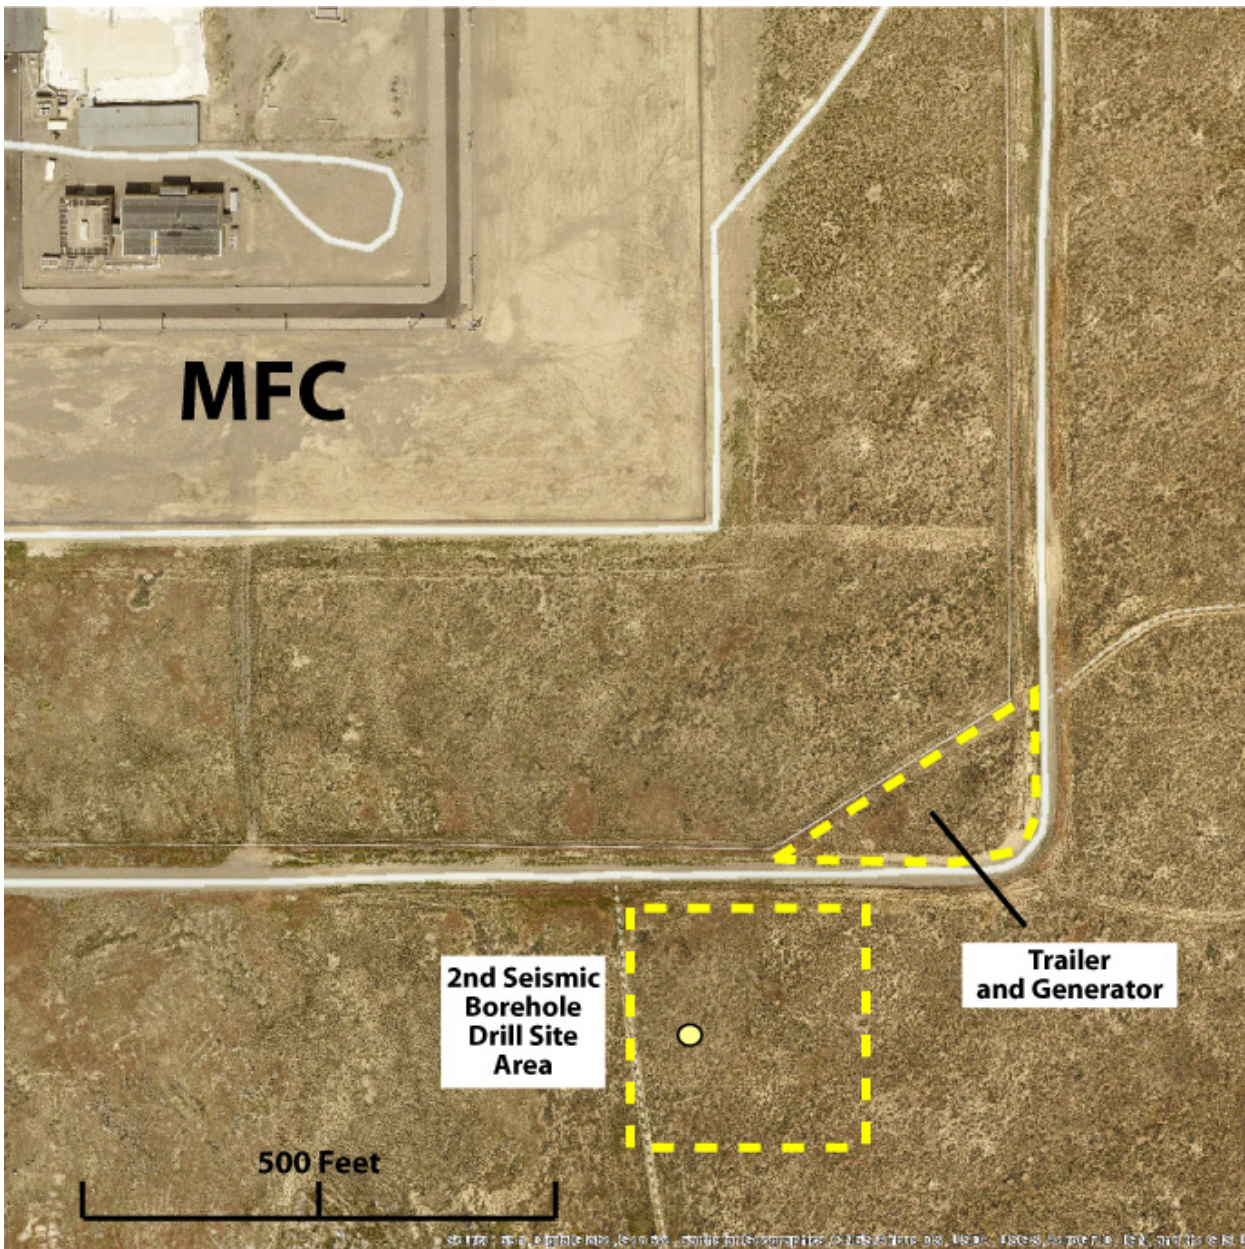 MFC
Trailer
and Generator
2nd Seismic
Borehole
Drill Site
Area
500 Feet